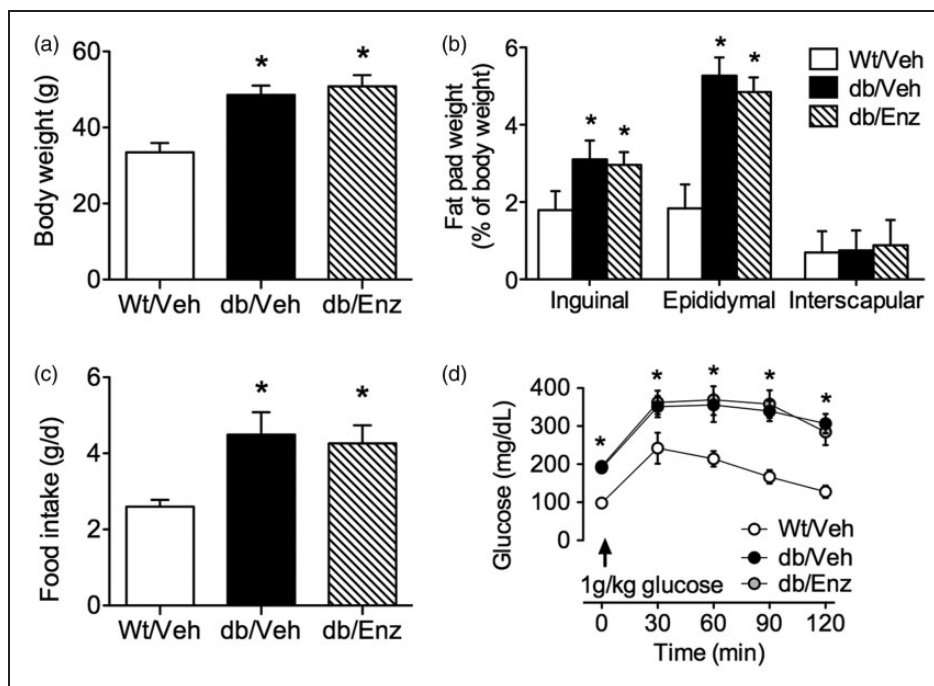 (a)
Body weight (g)
60
40
20
0
* *
Wt/Veh db/Veh db/Enz
(b)
Fat pad weight
(% of body weight)
6
4
2
0
* * * *
Wt/Veh
db/Veh
db/Enz
Inguinal Epididymal Interscapular
(c)
Food intake (g/d)
6
4
2
0
* *
Wt/Veh db/Veh db/Enz
(d)
Glucose (mg/dL)
400
300
200
100
0
* * * * *
Wt/Veh
db/Veh
db/Enz
1g/kg glucose
0 30 60 90 120
Time (min)